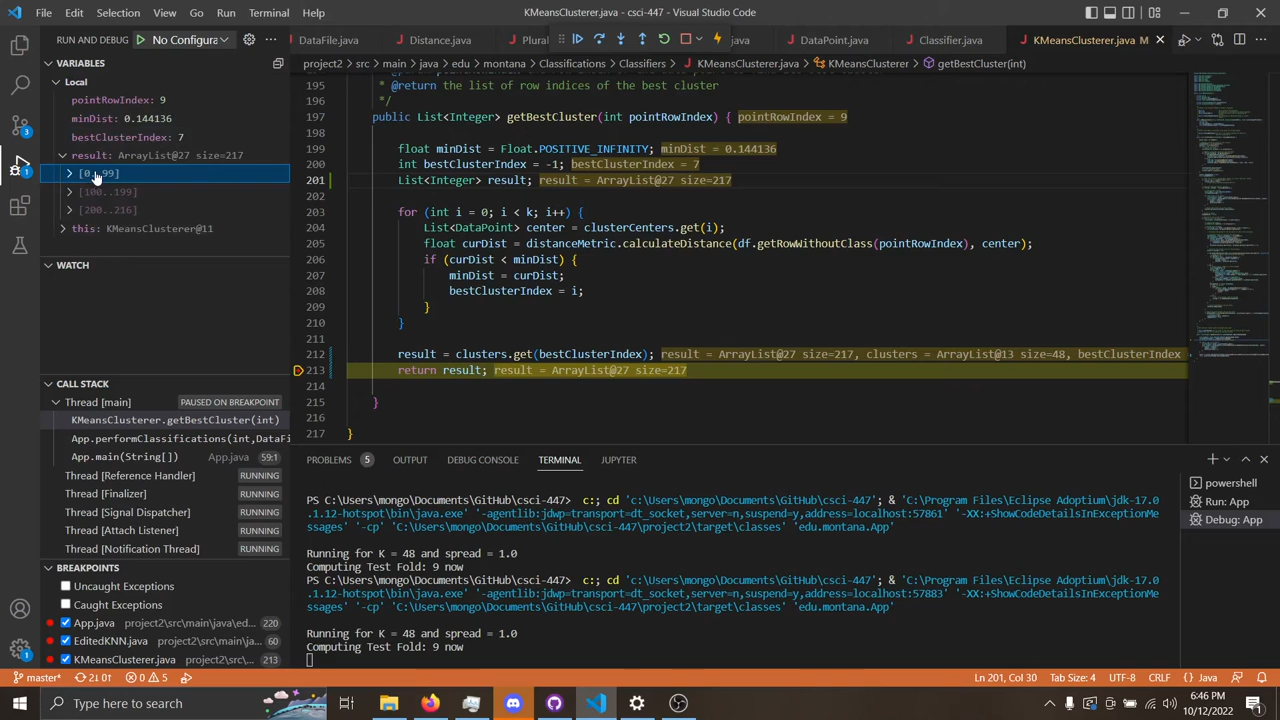 File Edit Selection View Go Run Terminal Help
KMeansClusterer.java - csci-447 - Visual Studio Code
RUN AND DEBUG No Configura
DataFile.java Distance.java Plural java DataPoint.java Classifier.java KMeansClusterer.java M
project2 > src > main > java > edu > montana > Classifications > Classifiers > KMeansClusterer.java > KMeansClusterer > getBestCluster(int)
VARIABLES
Local
pointRowIndex: 9
minDist: 0.144136
bestClusterIndex: 7
result: ArrayList@27 size=217
[100..199]
[200..216]
this: KMeansClusterer@11
WATCH
CALL STACK
Thread [main] PAUSED ON BREAKPOINT
KMeansClusterer.getBestCluster(int)
App.performClassifications(int,DataFi
App.main(String[]) App.java 59:1
Thread [Reference Handler] RUNNING
Thread [Finalizer] RUNNING
Thread [Signal Dispatcher] RUNNING
Thread [Attach Listener] RUNNING
Thread [Notification Thread] RUNNING
BREAKPOINTS
Uncaught Exceptions
Caught Exceptions
App.java project2\src\main\java\ed... 220
EditedKNN.java project2\src\main\ja... 60
KMeansClusterer.java project2\src\... 213
195 * @return the list of row indices of the best cluster
196 */
197 public List<Integer> getBestCluster(int pointRowIndex) { pointRowIndex = 9
198
199 float minDist = Float.POSITIVE_INFINITY; minDist = 0.144136
200 int bestClusterIndex = -1; bestClusterIndex = 7
201 List<Integer> result; result = ArrayList@27 size=217
202
203 for (int i = 0; i < k; i++) {
204 center = clusterCenters.get(i);
205 float curDist = calculateDistance(df.getWithoutClass(pointRowIndex), center);
206 if (curDist < minDist) {
207 minDist = curDist;
208 bestClusterIndex = i;
209 }
210 }
211
212 result = clusters.get(bestClusterIndex); result = ArrayList@27 size=217, clusters = ArrayList@13 size=48, bestClusterIndex
213 return result; result = ArrayList@27 size=217
214
215 }
216
217 }
PROBLEMS 5 OUTPUT DEBUG CONSOLE TERMINAL JUPYTER
PS C:\Users\mongo\Documents\GitHub\csci-447> c:; cd 'c:\Users\mongo\Documents\GitHub\csci-447'; & 'C:\Program Files\Eclipse Adoptium\jdk-17.0
.1.12-hotspot\bin\java.exe' '-agentlib:jdwp=transport=dt_socket,server=n,suspend=y,address=localhost:57861' '-XX:+ShowCodeDetailsInExceptionMe
ssages' '-cp' 'C:\Users\mongo\Documents\GitHub\csci-447\project2\target\classes' 'edu.montana.App'
Running for K = 48 and spread = 1.0
Computing Test Fold: 9 now
PS C:\Users\mongo\Documents\GitHub\csci-447> c:; cd 'c:\Users\mongo\Documents\GitHub\csci-447'; & 'C:\Program Files\Eclipse Adoptium\jdk-17.0
.1.12-hotspot\bin\java.exe' '-agentlib:jdwp=transport=dt_socket,server=n,suspend=y,address=localhost:57883' '-XX:+ShowCodeDetailsInExceptionMe
ssages' '-cp' 'C:\Users\mongo\Documents\GitHub\csci-447\project2\target\classes' 'edu.montana.App'
Running for K = 48 and spread = 1.0
Computing Test Fold: 9 now
powershell
Run: App
Debug: App
master* 2↓ 0↑ 0 5
Ln 201, Col 30 Tab Size: 4 UTF-8 CRLF {} Java
Type here to search
6:46 PM
10/12/2022